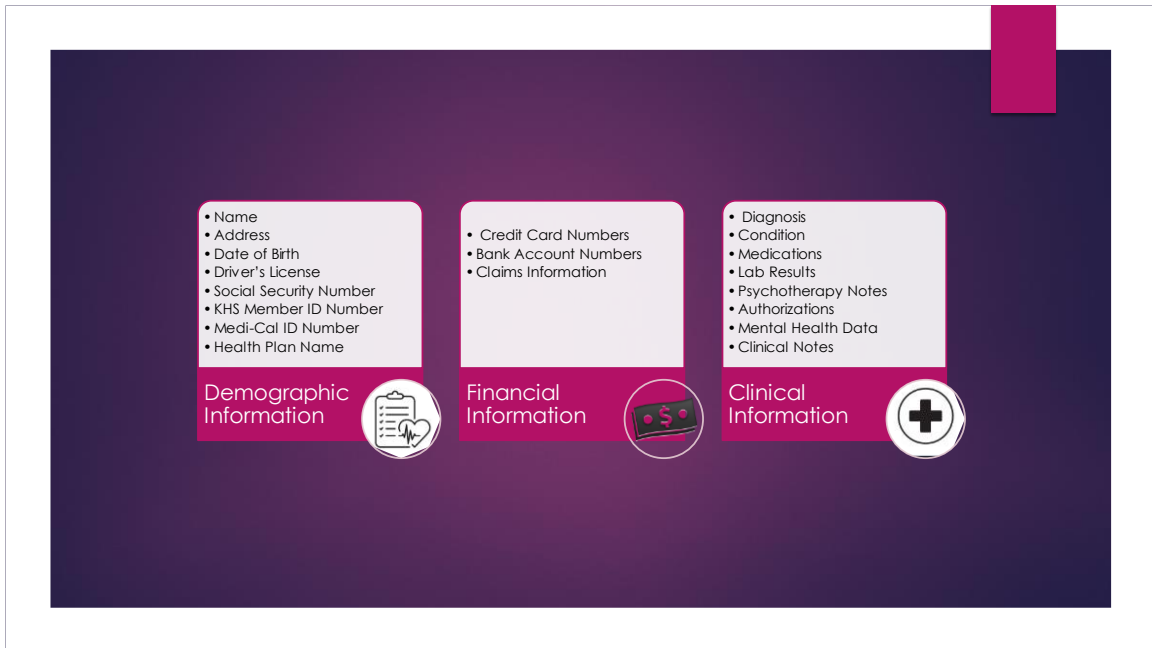 • Name
• Address
• Date of Birth
• Driver's License
• Social Security Number
• KHS Member ID Number
• Medi-Cal ID Number
• Health Plan Name
Demographic
Information
• Credit Card Numbers
• Bank Account Numbers
• Claims Information
Financial
Information
$
• Diagnosis
• Condition
• Medications
• Lab Results
• Psychotherapy Notes
• Authorizations
• Mental Health Data
• Clinical Notes
Clinical
Information